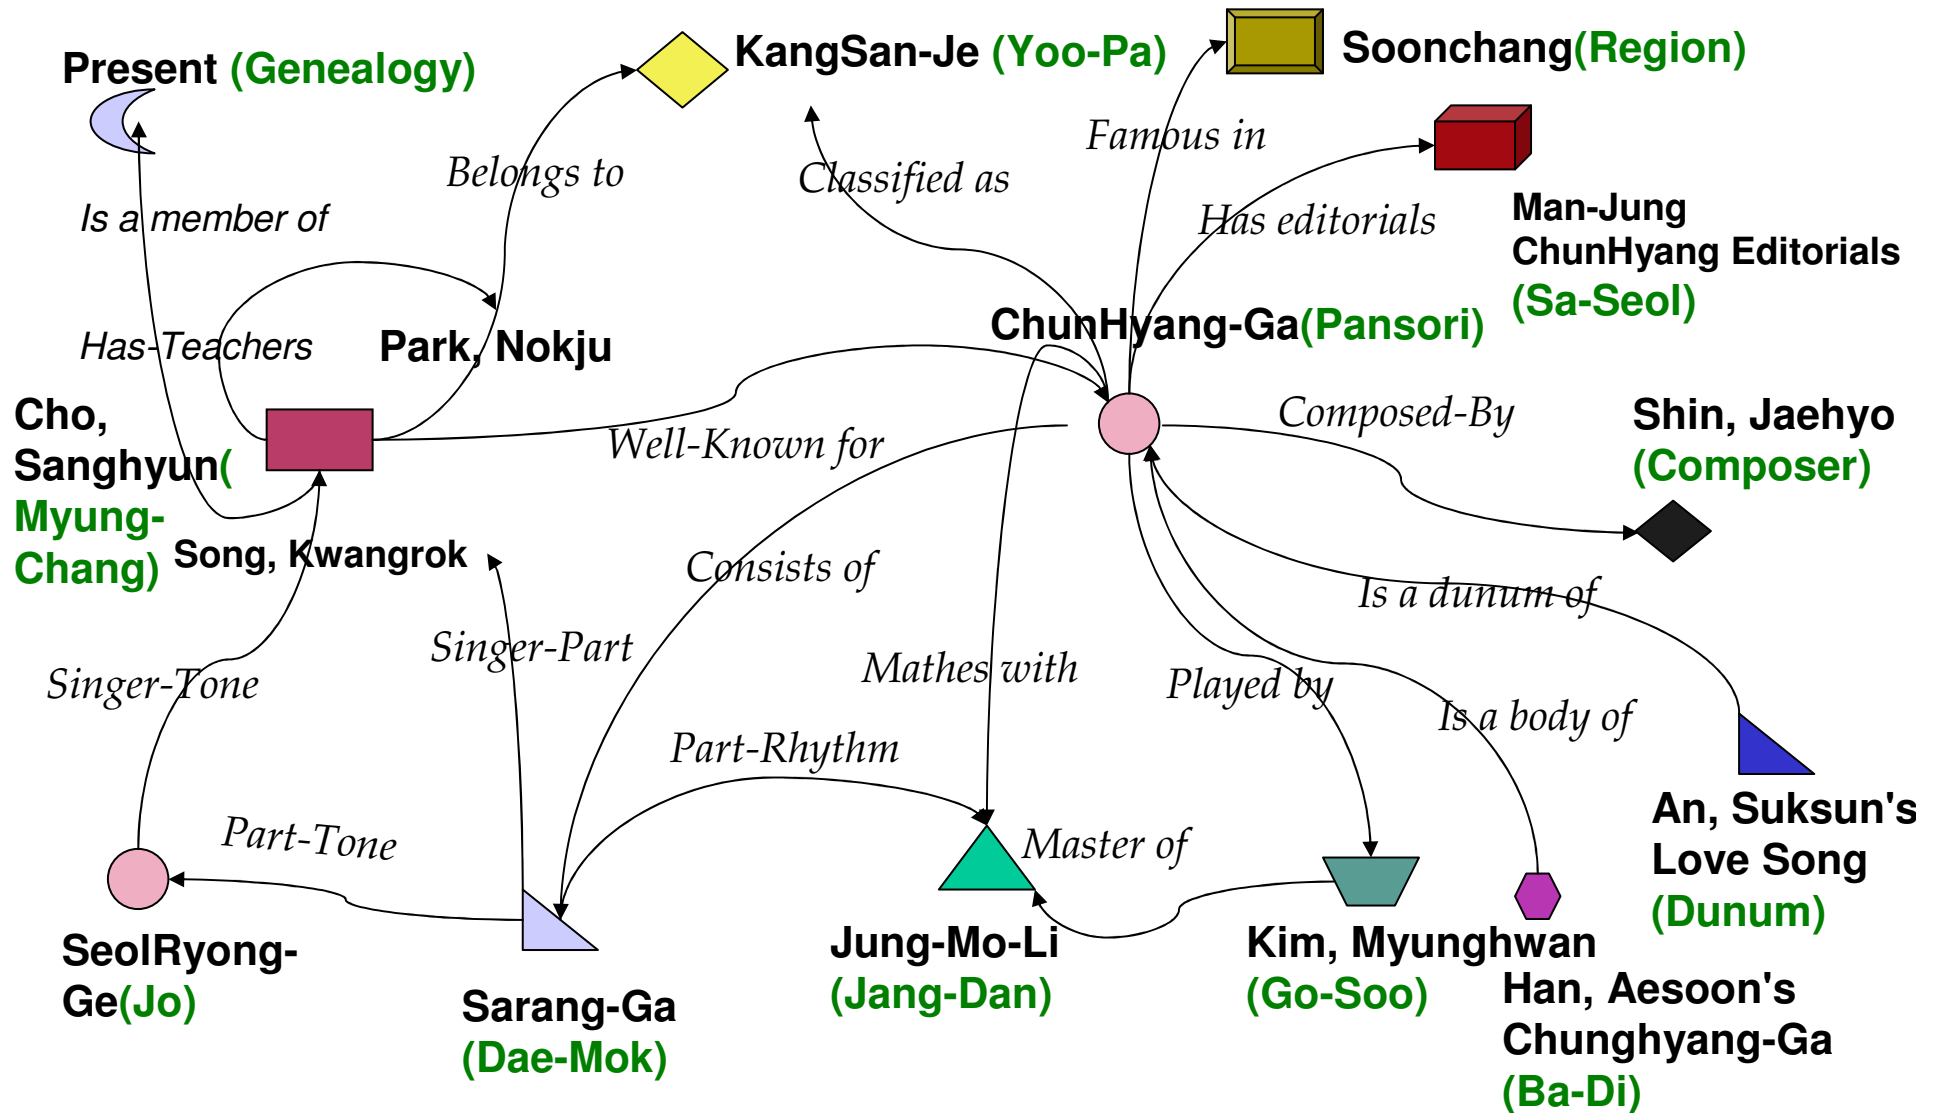 Present (Genealogy)
KangSan-Je (Yoo-Pa)
Soonchang(Region)
Famous in
Belongs to
Classified as
Is a member of
Has editorials
Man-Jung
ChunHyang Editorials
(Sa-Seol)
ChunHyang-Ga(Pansori)
Has-Teachers
Park, Nokju
Cho,
Sanghyun(
Myung-
Chang)
Well-Known for
Composed-By
Shin, Jaehyo
(Composer)
Song, Kwangrok
Consists of
Is a dunum of
Singer-Part
Singer-Tone
Mathes with
Played by
Is a body of
Part-Rhythm
Part-Tone
Master of
An, Suksun's
Love Song
(Dunum)
SeolRyong-
Ge(Jo)
Sarang-Ga
(Dae-Mok)
Jung-Mo-Li
(Jang-Dan)
Kim, Myunghwan
(Go-Soo)
Han, Aesoon's
Chunghyang-Ga
(Ba-Di)